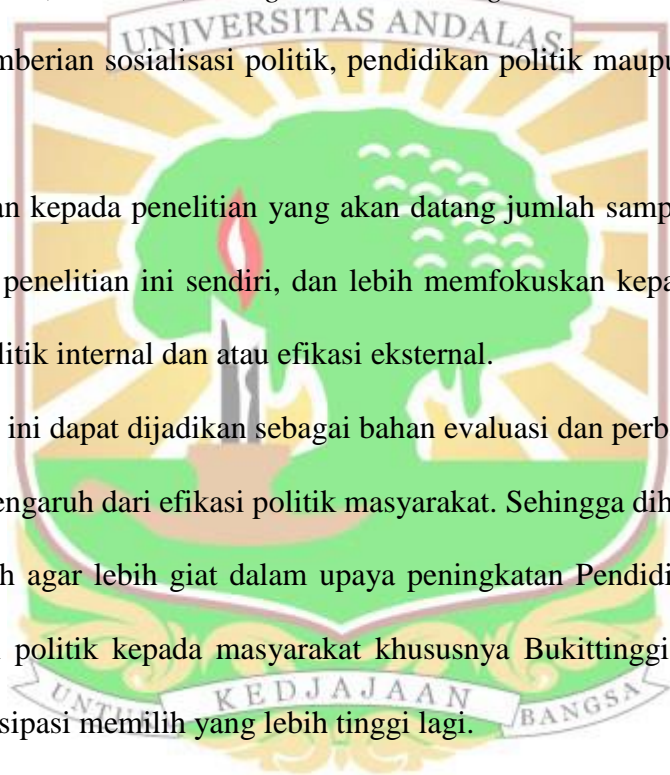 UNIVERSITAS ANDALAS
mberian sosialisasi politik, pendidikan politik maupu
an kepada penelitian yang akan datang jumlah samp
penelitian ini sendiri, dan lebih memfokuskan kepa
litik internal dan atau efikasi eksternal.
ini dapat dijadikan sebagai bahan evaluasi dan perb
engaruh dari efikasi politik masyarakat. Sehingga dih
h agar lebih giat dalam upaya peningkatan Pendidi
politik kepada masyarakat khususnya Bukittinggi
sipasi memilih yang lebih tinggi lagi.
UNTUK KEDJAJAAN BANGSA